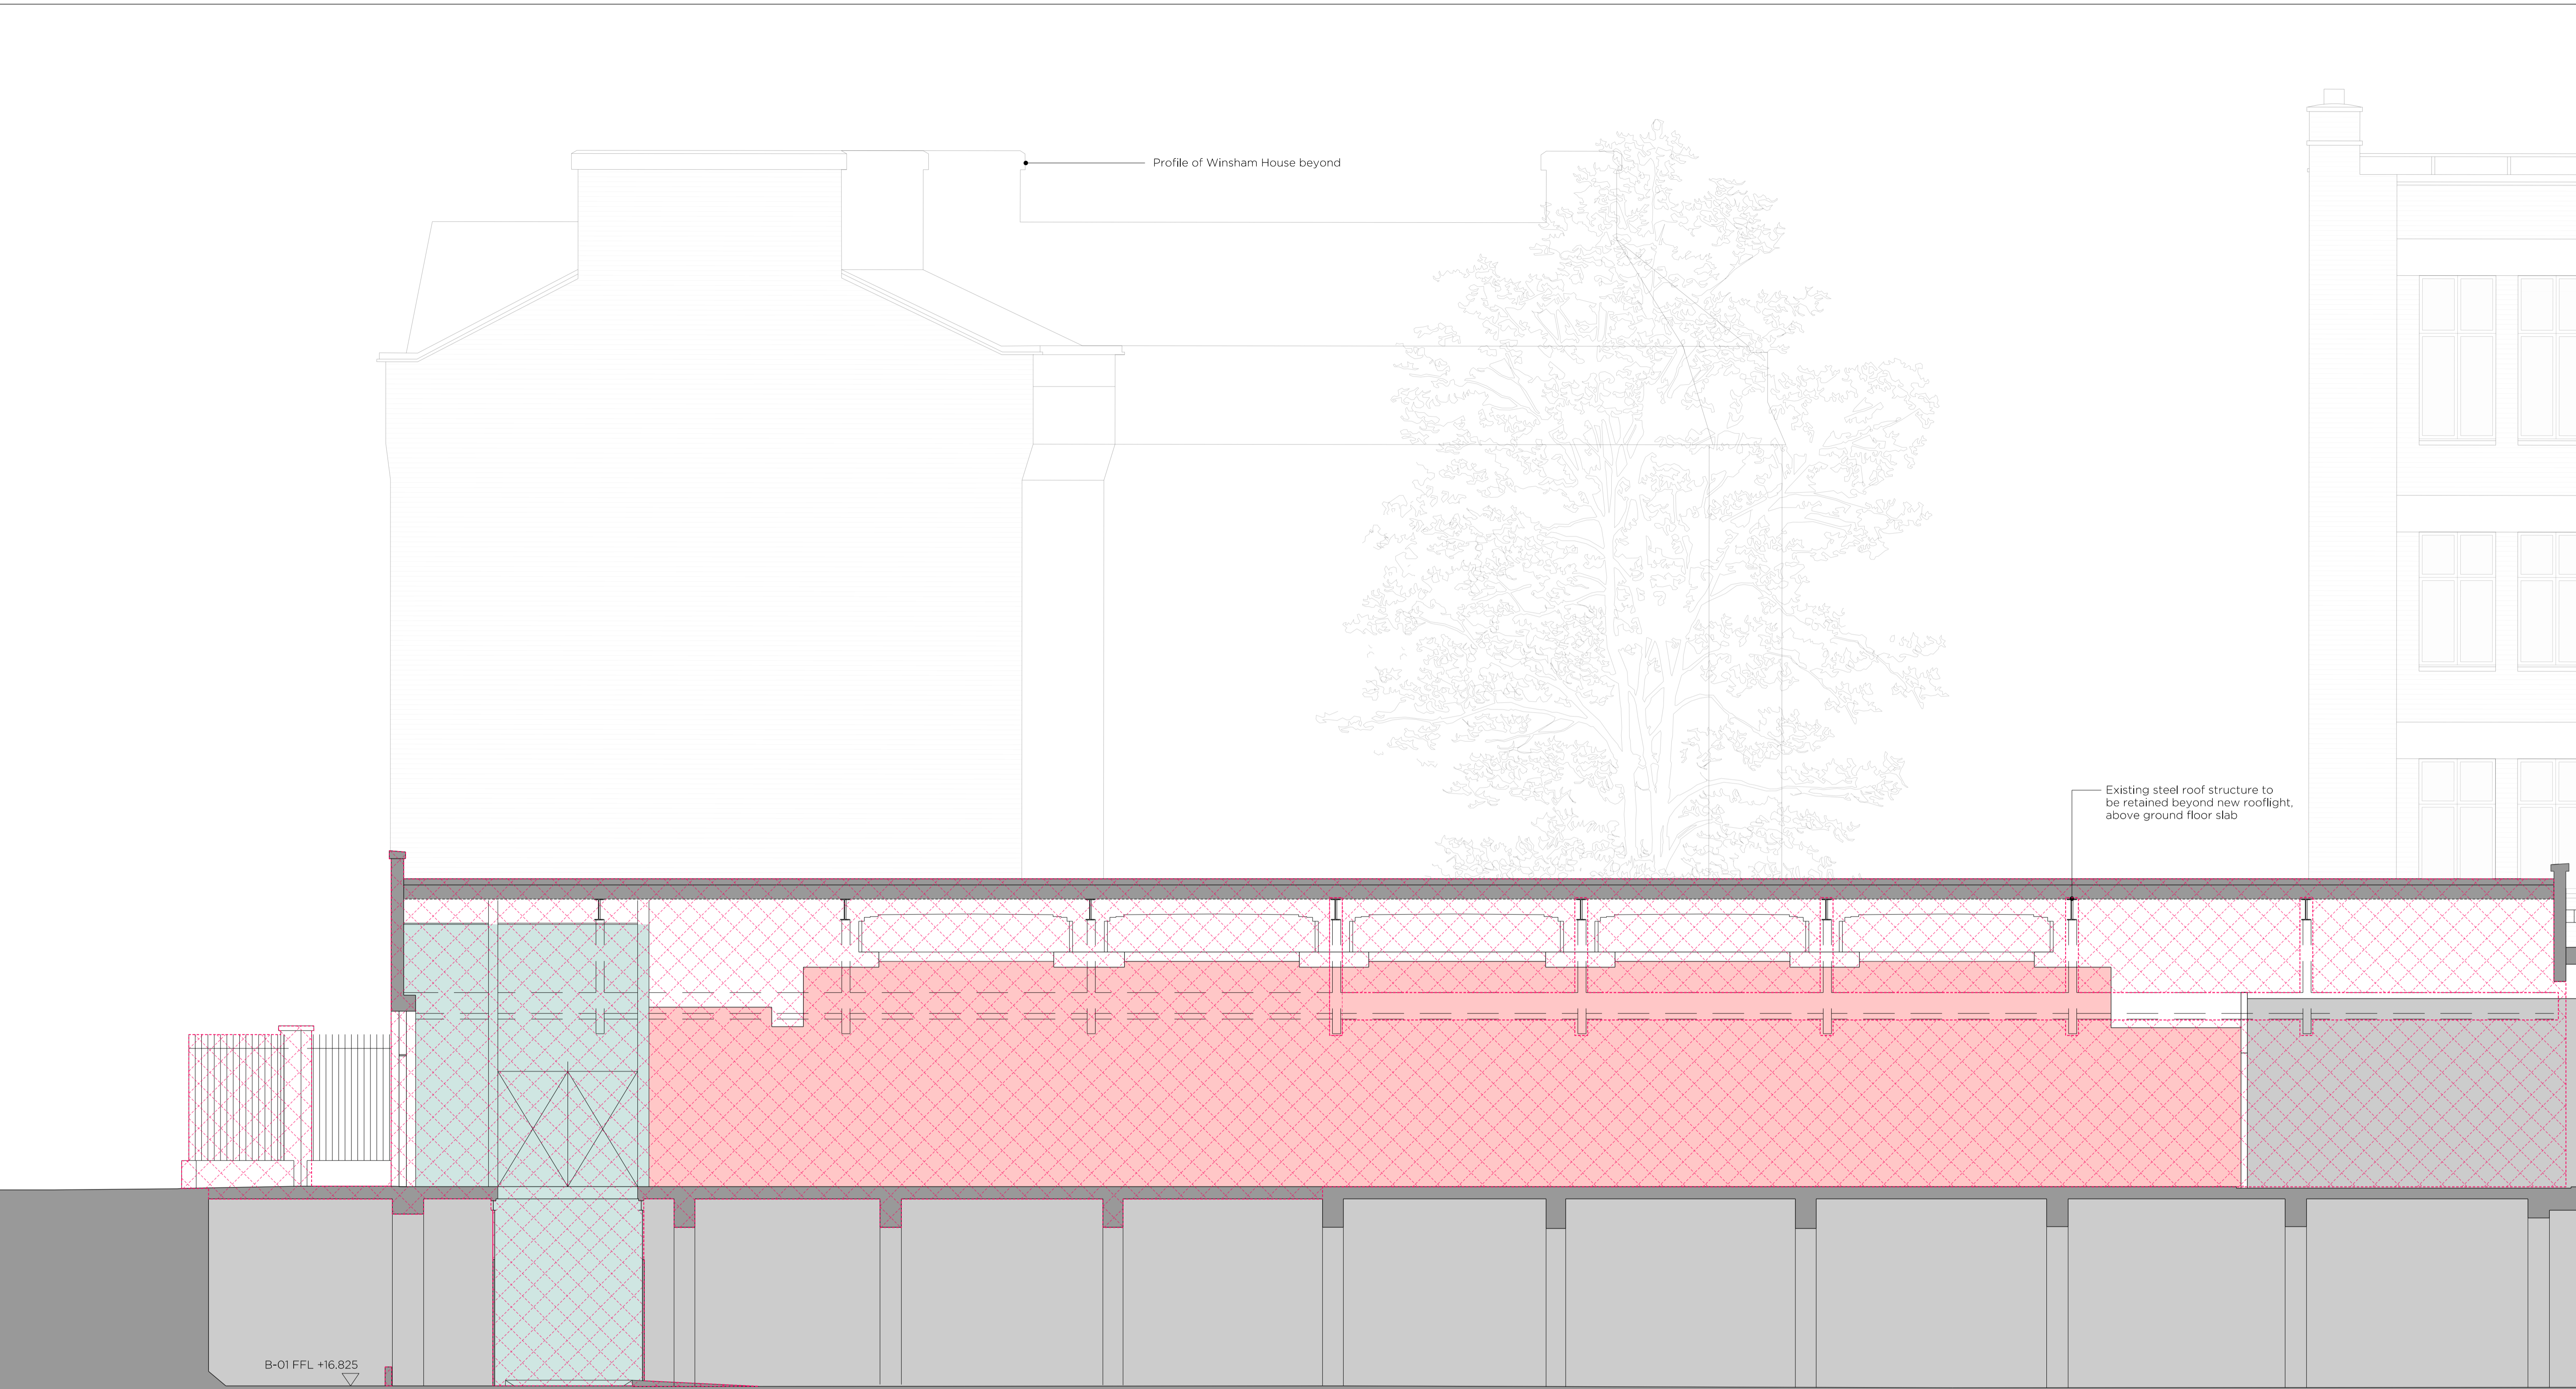 Profile of Winsham House beyond
Existing steel roof structure to
be retained beyond new rooflight,
above ground floor slab
B-01 FFL +16.825